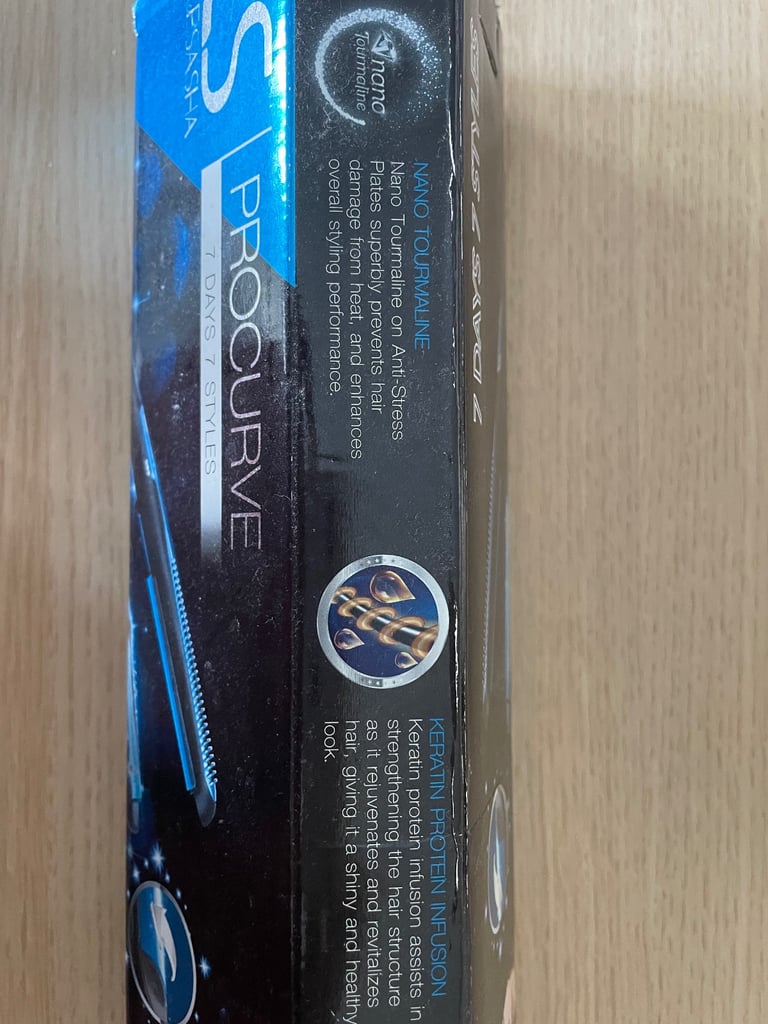 7 DAYS 7 STYLES
nano
Tourmaline
NANO TOURMALINE
Nano Tourmaline on Anti-Stress
Plates superbly prevents hair
damage from heat, and enhances
overall styling performance.
KERATIN PROTEIN INFUSION
Keratin protein infusion assists in
strengthening the hair structure
as it rejuvenates and revitalizes
hair, giving it a shiny and healthy
look.
PROCURVE
7 DAYS 7 STYLES